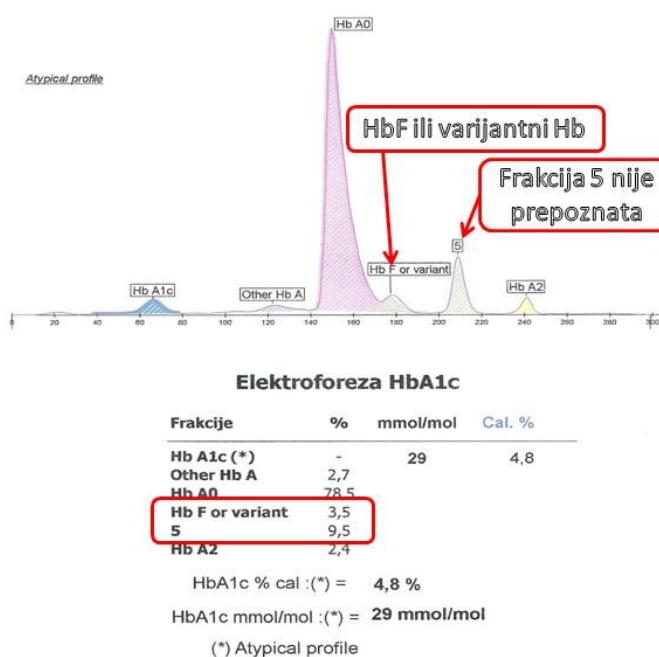 Hb A0
Atypical profile
HbF ili varijantni Hb
Frakcija 5 nije
prepoznata
5
Hb F or variant
Hb A1c
Other Hb A
Hb A2
0 20 40 60 80 100 120 140 160 180 200 220 240 260 280 300
Elektroforeza HbA1c
Frakcije % mmol/mol Cal. %
Hb A1c (*) - 29 4,8
Other Hb A 2,7
Hb A0 78,5
Hb F or variant 3,5
5 9,5
Hb A2 2,4
HbA1c % cal :(*) = 4,8 %
HbA1c mmol/mol :(*) = 29 mmol/mol
(*) Atypical profile